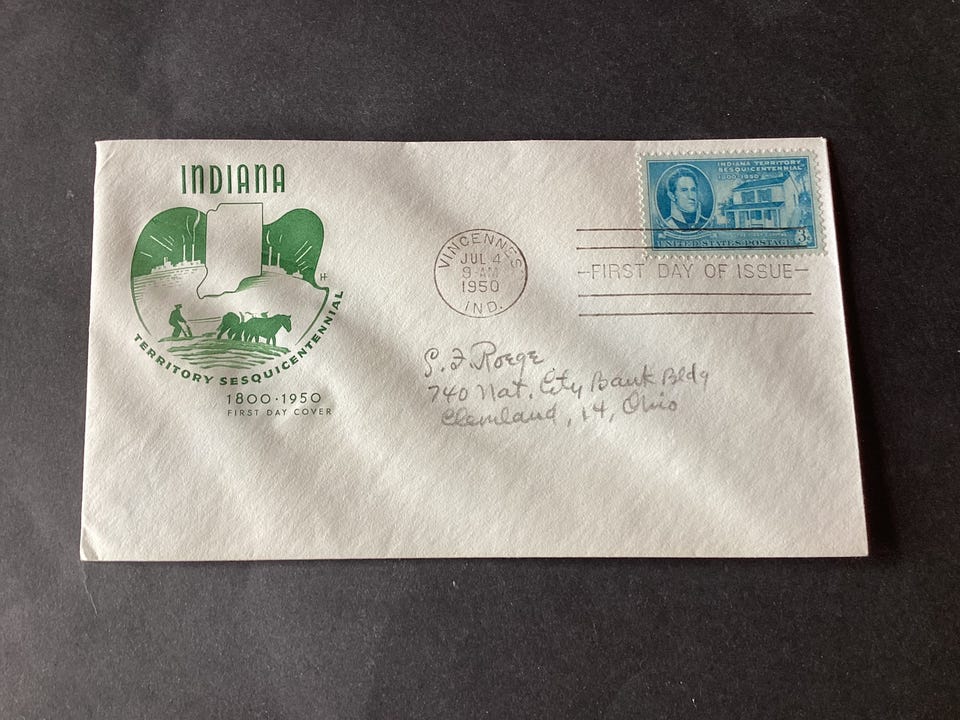 INDIANA
TERRITORY SESQUICENTENNIAL
1800 · 1950
FIRST DAY COVER
HF
VINCENNES
JUL 4
9-AM
1950
IND.
INDIANA TERRITORY
SESQUICENTENNIAL
1800-1950
UNITED STATES POSTAGE 3¢
FIRST DAY OF ISSUE
740 Nat. City Bank Bldg
Cleveland, 14, Ohio